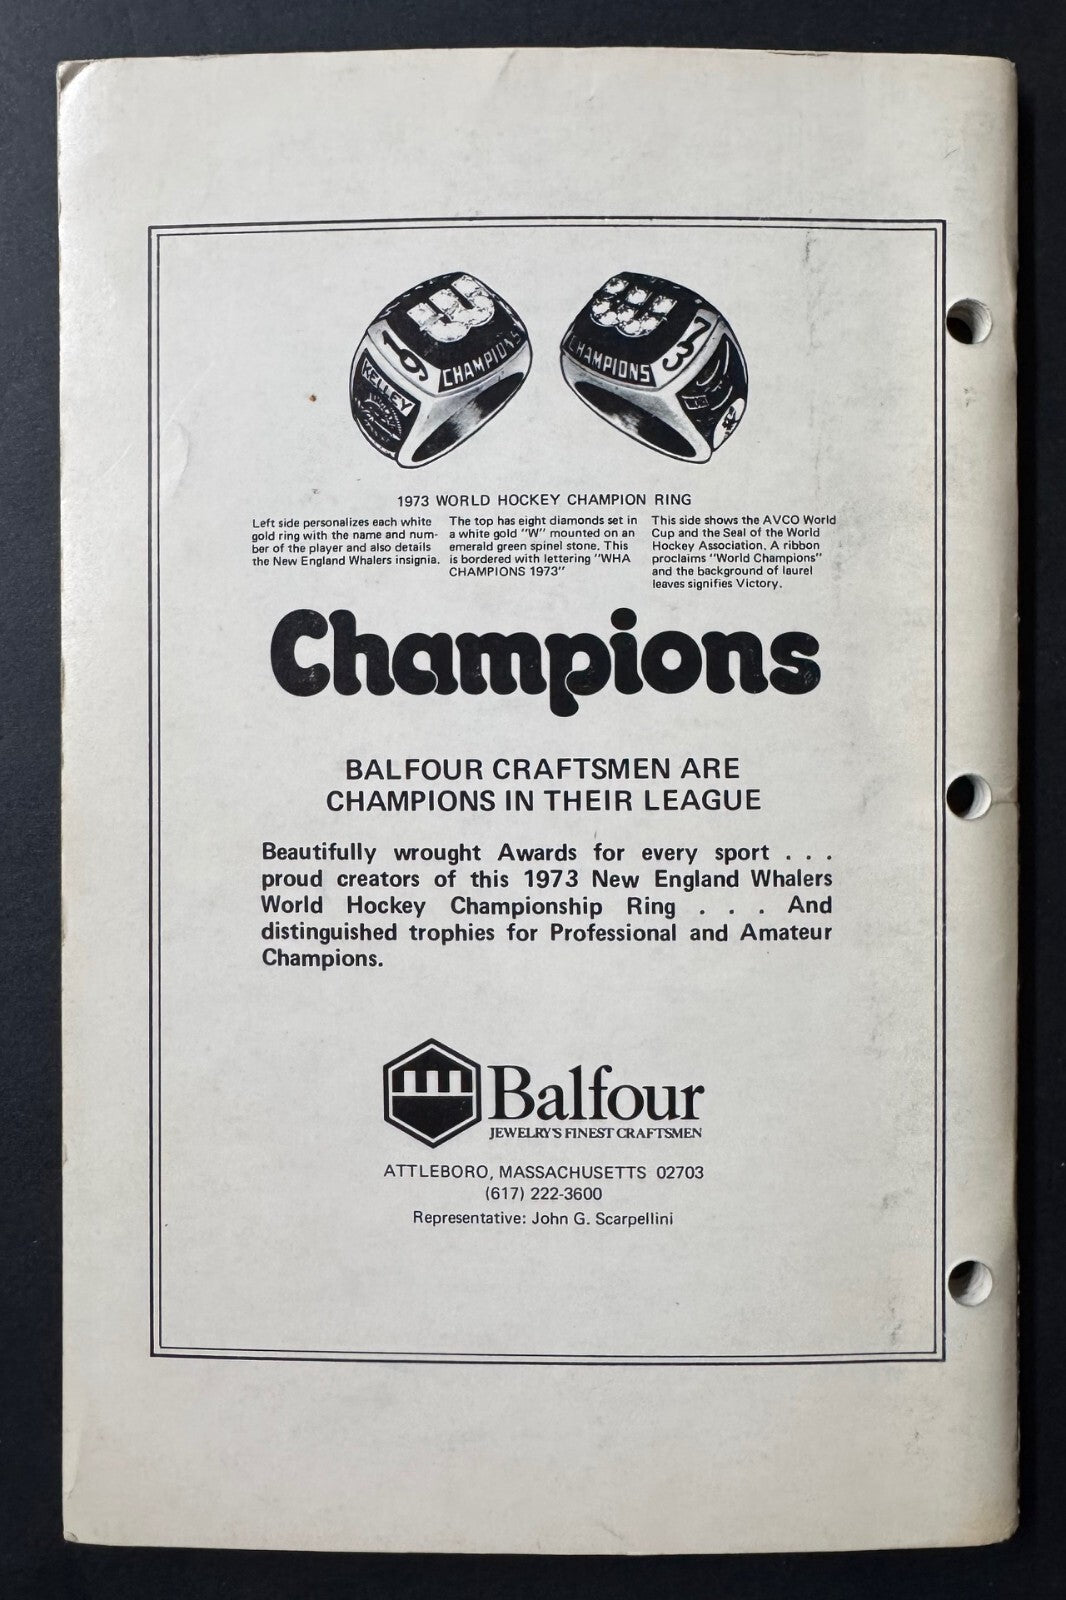 19
CHAMPIONS
KELLEY
CHAMPIONS
73
1973 WORLD HOCKEY CHAMPION RING
Left side personalizes each white
gold ring with the name and num-
ber of the player and also details
the New England Whalers insignia.
The top has eight diamonds set in
a white gold "W" mounted on an
emerald green spinel stone. This
is bordered with lettering "WHA
CHAMPIONS 1973"
This side shows the AVCO World
Cup and the Seal of the World
Hockey Association. A ribbon
proclaims "World Champions"
and the background of laurel
leaves signifies Victory.
Champions
BALFOUR CRAFTSMEN ARE
CHAMPIONS IN THEIR LEAGUE
Beautifully wrought Awards for every sport . . .
proud creators of this 1973 New England Whalers
World Hockey Championship Ring . . . And
distinguished trophies for Professional and Amateur
Champions.
Balfour
JEWELRY'S FINEST CRAFTSMEN
ATTLEBORO, MASSACHUSETTS 02703
(617) 222-3600
Representative: John G. Scarpellini